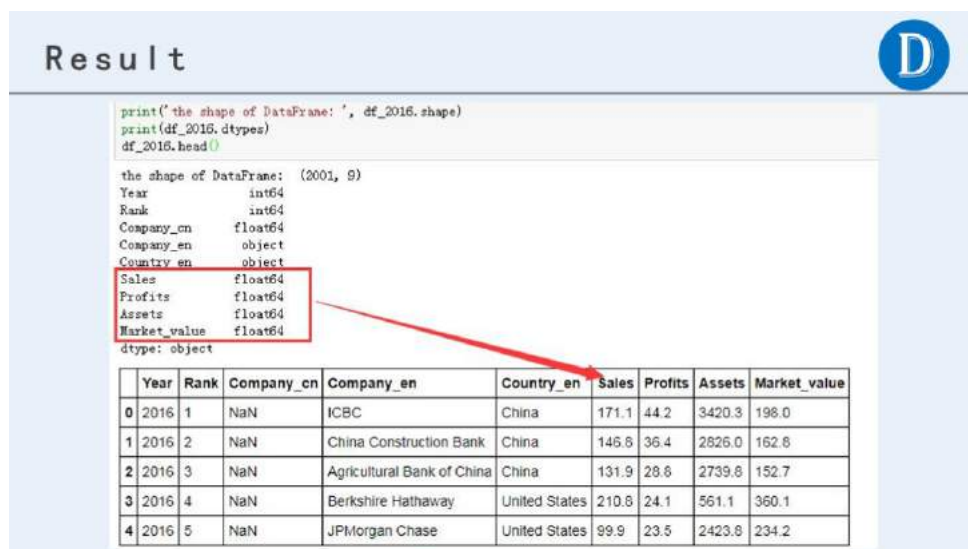 Result
D
print('the shape of DataFrame: ', df_2016.shape)
print(df_2016.dtypes)
df_2016.head()
the shape of DataFrame: (2001, 9)
Year int64
Rank int64
Company_cn float64
Company_en object
Country_en object
Sales float64
Profits float64
Assets float64
Market_value float64
dtype: object
Year Rank Company_cn Company_en Country_en Sales Profits Assets Market_value
0 2016 1 NaN ICBC China 171.1 44.2 3420.3 198.0
1 2016 2 NaN China Construction Bank China 146.8 36.4 2826.0 162.8
2 2016 3 NaN Agricultural Bank of China China 131.9 28.8 2739.8 152.7
3 2016 4 NaN Berkshire Hathaway United States 210.8 24.1 561.1 360.1
4 2016 5 NaN JPMorgan Chase United States 99.9 23.5 2423.8 234.2